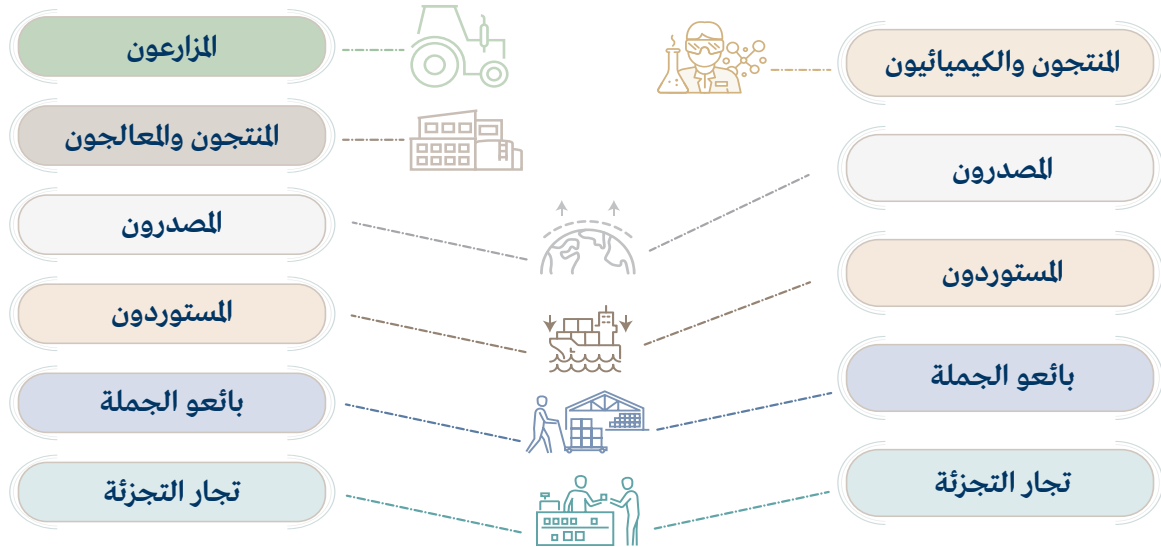 المنتجون والكيميائيون
المصدرون
المستوردون
بائعو الجملة
تجار التجزئة
المزارعون
المنتجون والمعالجون
المصدرون
المستوردون
بائعو الجملة
تجار التجزئة